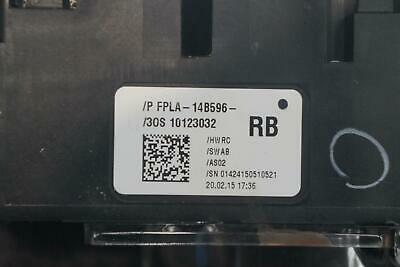 /P FPLA-14B596-
/30S 10123032
RB
/HW RC
/SW AB
/AS02
/SN 01424150510521
20.02.15 17:36